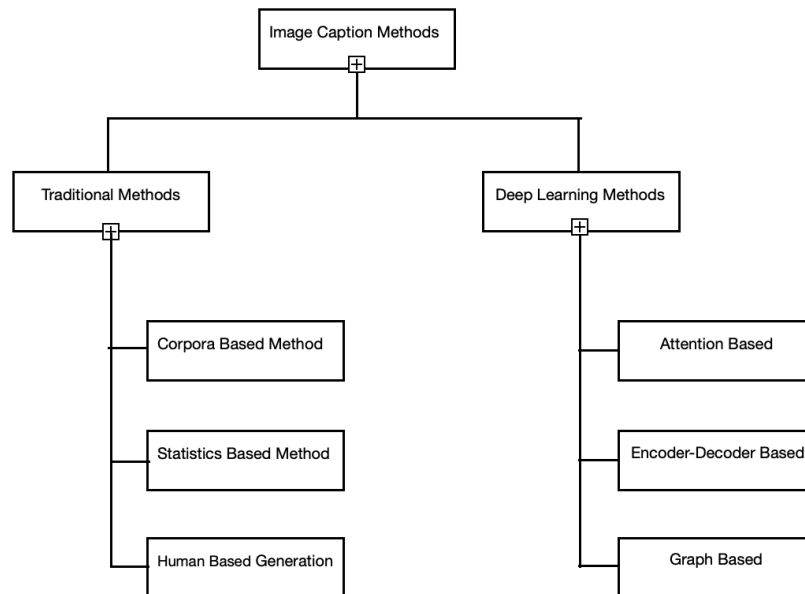 Image Caption Methods
Traditional Methods
Deep Learning Methods
Corpora Based Method
Attention Based
Statistics Based Method
Encoder-Decoder Based
Human Based Generation
Graph Based